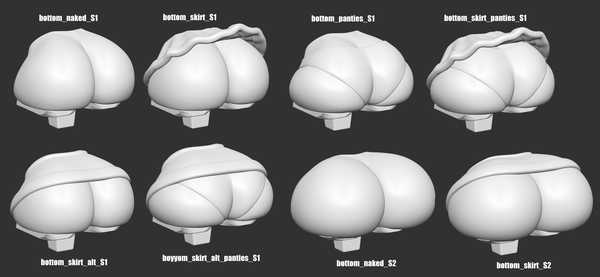 bottom_naked_S1
bottom_skirt_S1
bottom_panties_S1
bottom_skirt_panties_S1
bottom_skirt_alt_S1
boyyom_skirt_alt_panties_S1
bottom_naked_S2
bottom_skirt_S2